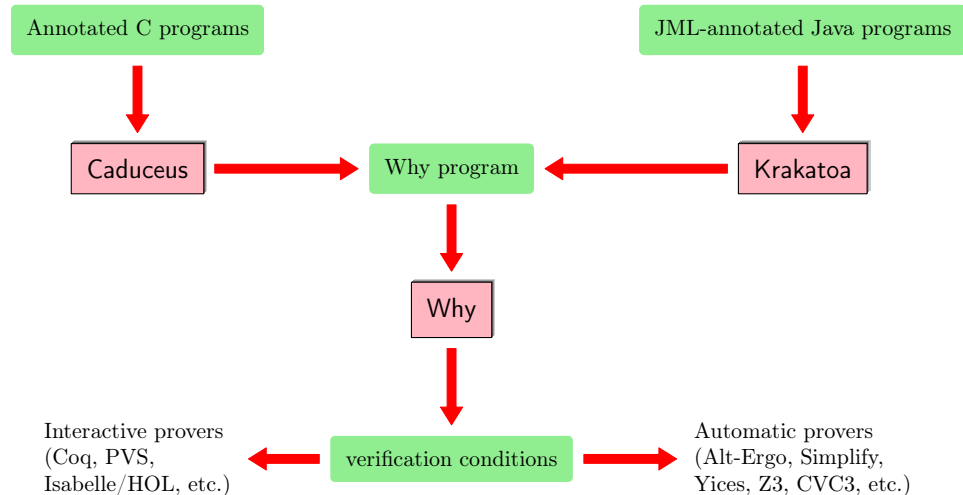 Annotated C programs
JML-annotated Java programs
Caduceus
Why program
Krakatoa
Why
Interactive provers
(Coq, PVS,
Isabelle/HOL, etc.)
verification conditions
Automatic provers
(Alt-Ergo, Simplify,
Yices, Z3, CVC3, etc.)